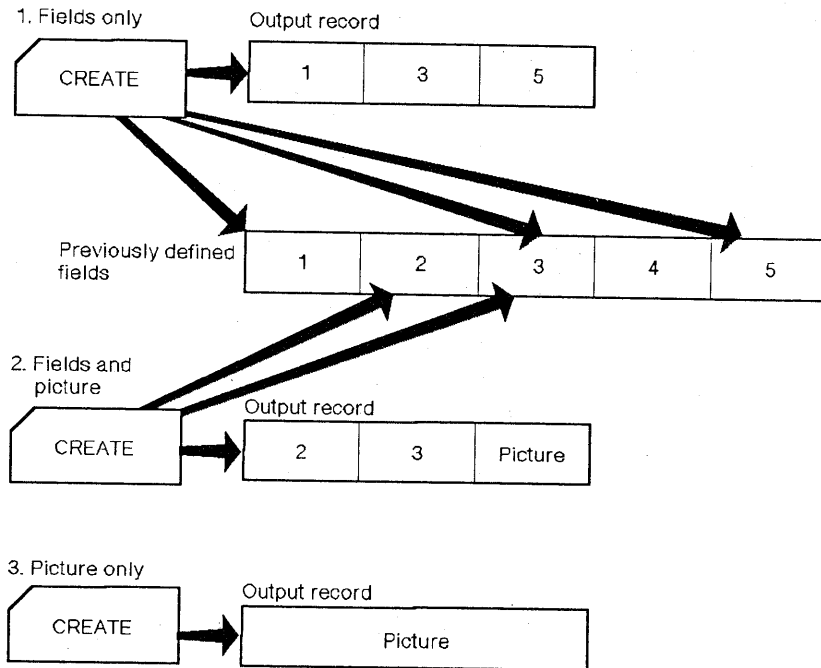 1. Fields only
Output record
CREATE
1 3 5
Previously defined
fields
1 2 3 4 5
2. Fields and
picture
Output record
CREATE
2 3 Picture
3. Picture only
Output record
CREATE
Picture